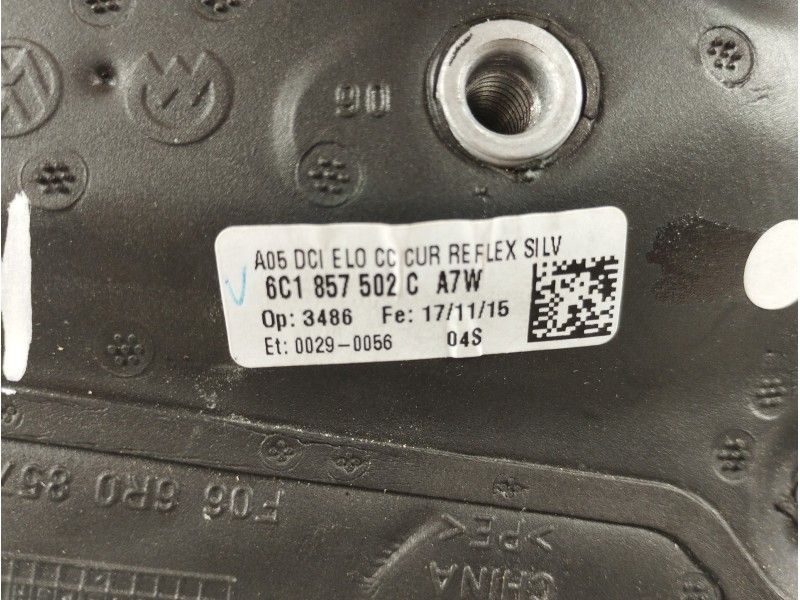 90
A05 DCI ELO CC CUR REFLEX SILV
6C1 857 502 C A7W
Op: 3486 Fe: 17/11/15
Et: 0029-0056 04S
F06 6R0 857
>PE<
CHINA